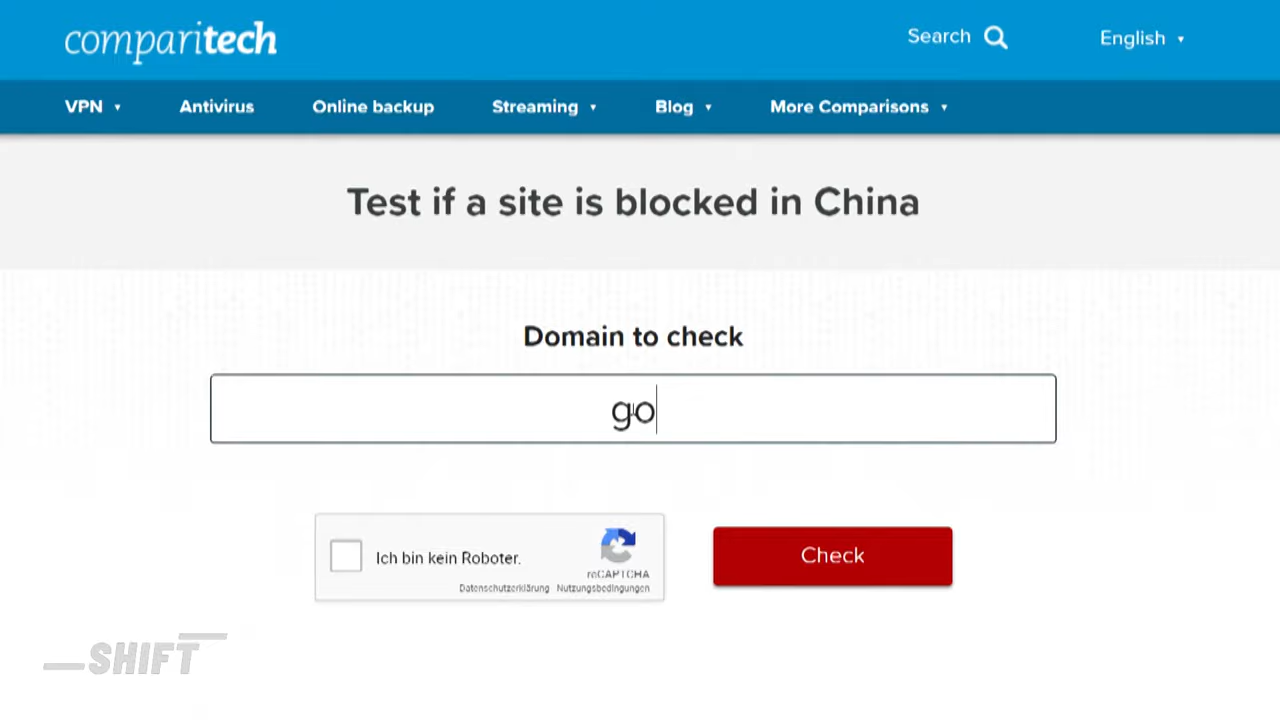 comparitech
Search
English
VPN
Antivirus
Online backup
Streaming
Blog
More Comparisons
Test if a site is blocked in China
Domain to check
go
Ich bin kein Roboter.
reCAPTCHA
Datenschutzerklärung Nutzungsbedingungen
Check
SHIFT